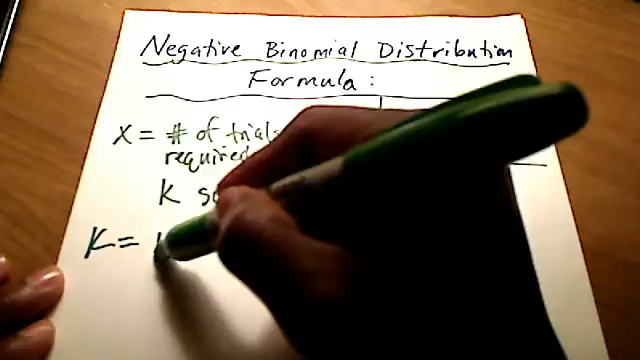 Negative Binomial Distribution
Formula:
X = # of trials
required
K
K =